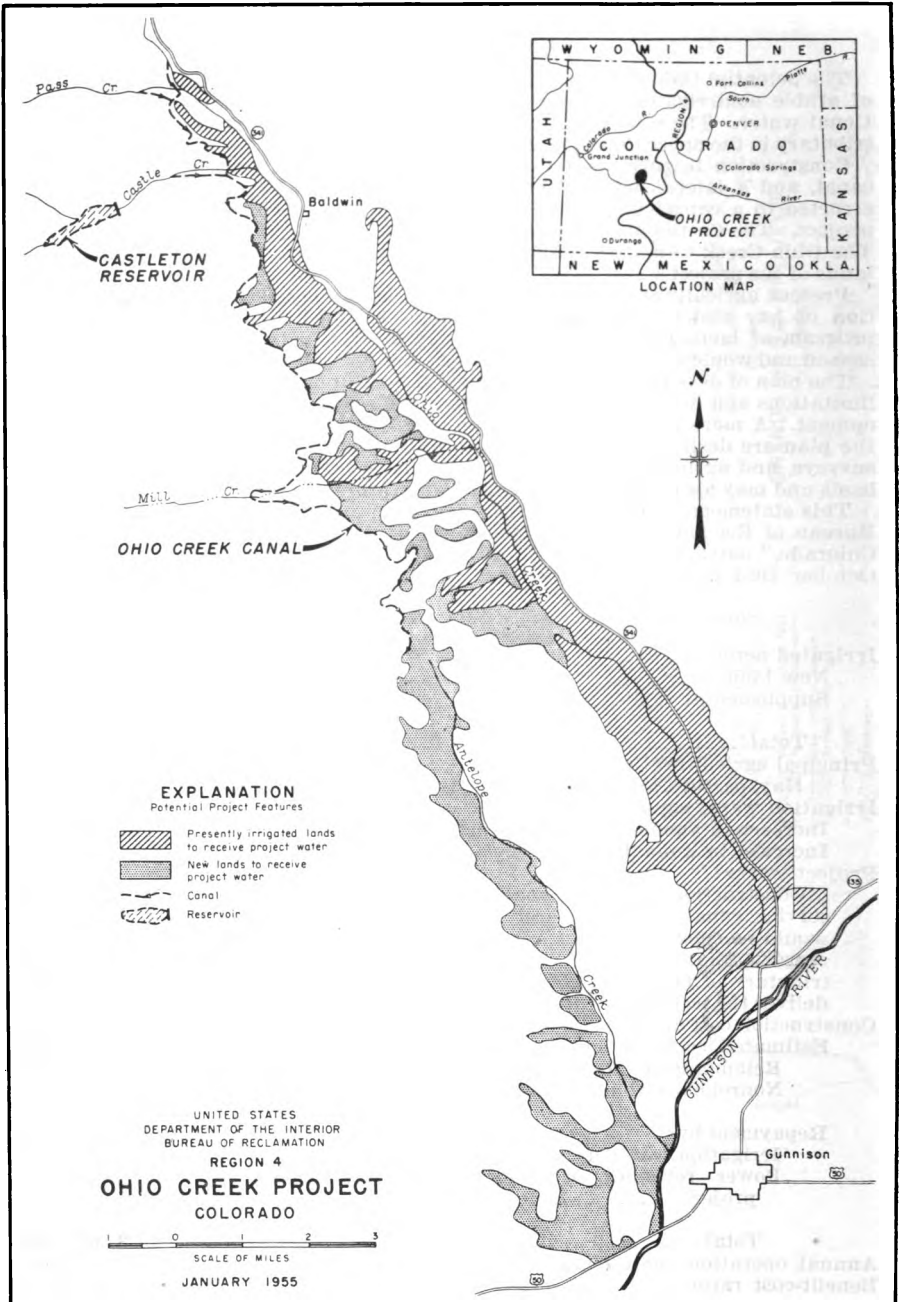 WYOMING
NEB.
Fort Collins
South
Platte
R
UTAH
Colorado
R
REGION 4
DENVER
COLORADO
KANSAS
Grand Junction
Colorado Springs
Arkansas
River
OHIO CREEK
PROJECT
Durango
NEW MEXICO
OKLA.
LOCATION MAP
Pass Cr.
Castle Cr
Baldwin
CASTLETON
RESERVOIR
N
Ohio
Mill Cr.
OHIO CREEK CANAL
Creek
Antelope
Creek
135
GUNNISON RIVER
Gunnison
50
50
EXPLANATION
Potential Project Features
Presently irrigated lands
to receive project water
New lands to receive
project water
Canal
Reservoir
UNITED STATES
DEPARTMENT OF THE INTERIOR
BUREAU OF RECLAMATION
REGION 4
OHIO CREEK PROJECT
COLORADO
1 0 1 2 3
SCALE OF MILES
JANUARY 1955